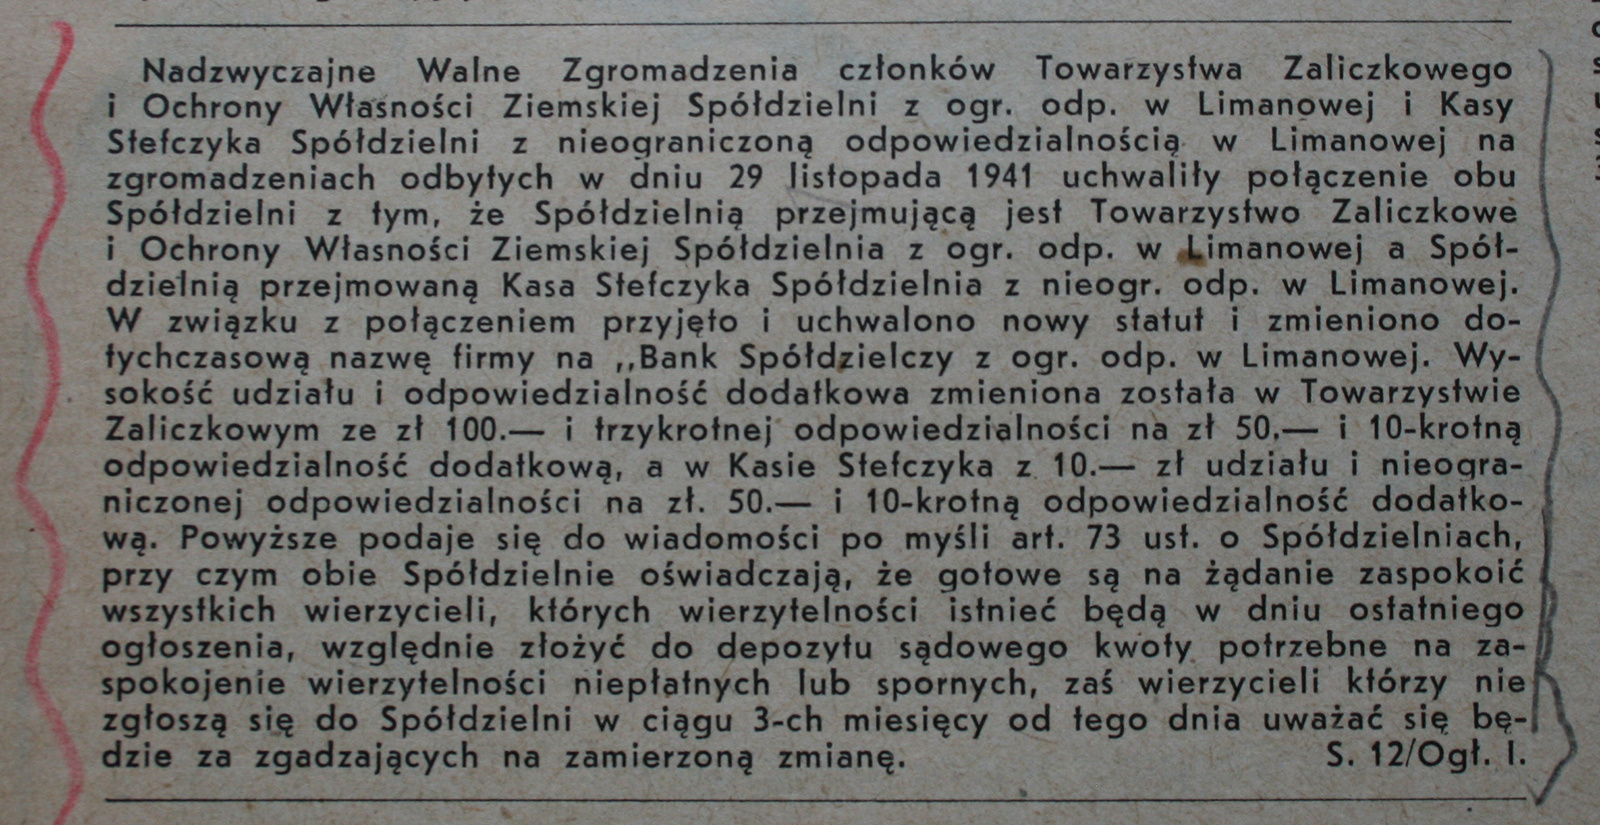 Nadzwyczajne Walne Zgromadzenia członków Towarzystwa Zaliczkowego
i Ochrony Własności Ziemskiej Spółdzielni z ogr. odp. w Limanowej i Kasy
Stefczyka Spółdzielni z nieograniczoną odpowiedzialnością w Limanowej na
zgromadzeniach odbytych w dniu 29 listopada 1941 uchwaliły połączenie obu
Spółdzielni z tym, że Spółdzielnią przejmującą jest Towarzystwo Zaliczkowe
i Ochrony Własności Ziemskiej Spółdzielnia z ogr. odp. w Limanowej a Spół-
dzielnią przejmowaną Kasa Stefczyka Spółdzielnia z nieogr. odp. w Limanowej.
W związku z połączeniem przyjęto i uchwalono nowy statut i zmieniono do-
tychczasową nazwę firmy na ,,Bank Spółdzielczy z ogr. odp. w Limanowej. Wy-
sokość udziału i odpowiedzialność dodatkowa zmieniona została w Towarzystwie
Zaliczkowym ze zł 100.— i trzykrotnej odpowiedzialności na zł 50.— i 10-krotną
odpowiedzialność dodatkową, a w Kasie Stefczyka z 10.— zł udziału i nieogra-
niczonej odpowiedzialności na zł. 50.— i 10-krotną odpowiedzialność dodatko-
wą. Powyższe podaje się do wiadomości po myśli art. 73 ust. o Spółdzielniach,
przy czym obie Spółdzielnie oświadczają, że gotowe są na żądanie zaspokoić
wszystkich wierzycieli, których wierzytelności istnieć będą w dniu ostatniego
ogłoszenia, względnie złożyć do depozytu sądowego kwoty potrzebne na za-
spokojenie wierzytelności niepłatnych lub spornych, zaś wierzycieli którzy nie
zgłoszą się do Spółdzielni w ciągu 3-ch miesięcy od tego dnia uważać się bę-
dzie za zgadzających na zamierzoną zmianę. S. 12/Ogł. I.